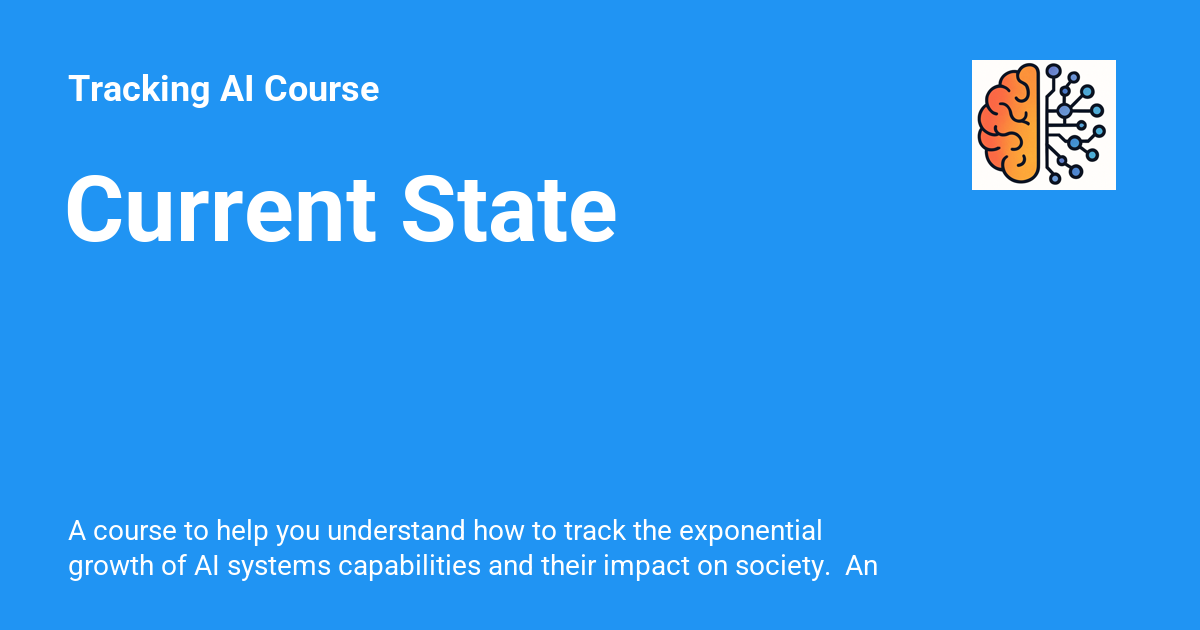 Tracking AI Course
Current State
A course to help you understand how to track the exponential
growth of AI systems capabilities and their impact on society.  An